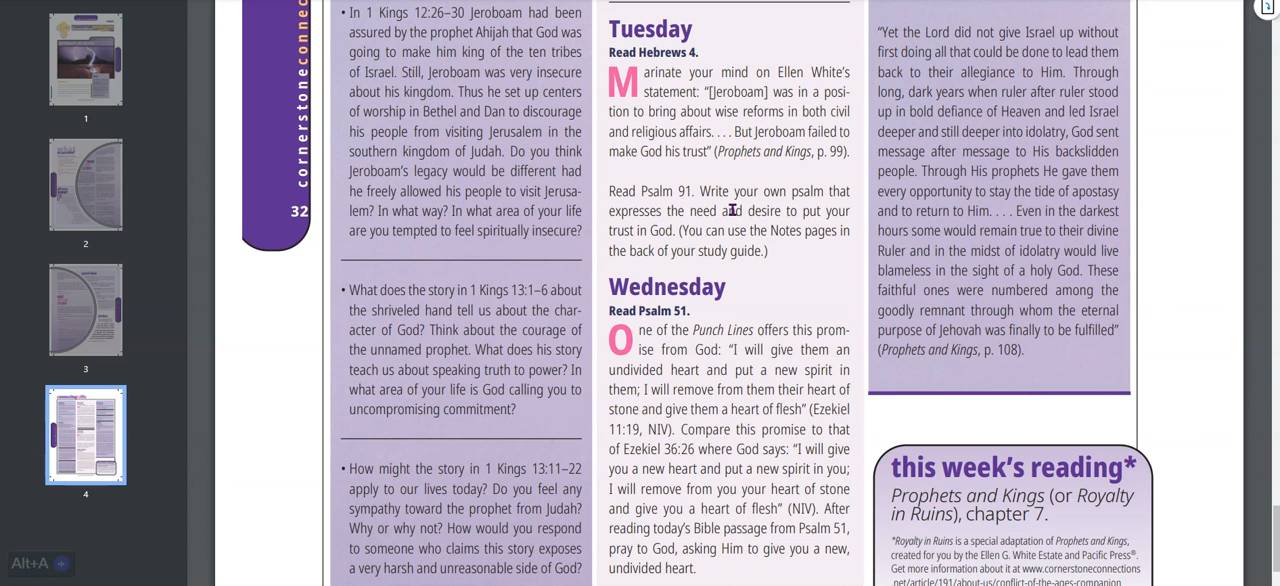 cornerstoneconnec
32
• In 1 Kings 12:26–30 Jeroboam had been
assured by the prophet Ahijah that God was
going to make him king of the ten tribes
of Israel. Still, Jeroboam was very insecure
about his kingdom. Thus he set up centers
of worship in Bethel and Dan to discourage
his people from visiting Jerusalem in the
southern kingdom of Judah. Do you think
Jeroboam’s legacy would be different had
he freely allowed his people to visit Jerusa-
lem? In what way? In what area of your life
are you tempted to feel spiritually insecure?
• What does the story in 1 Kings 13:1–6 about
the shriveled hand tell us about the char-
acter of God? Think about the courage of
the unnamed prophet. What does his story
teach us about speaking truth to power? In
what area of your life is God calling you to
uncompromising commitment?
• How might the story in 1 Kings 13:11–22
apply to our lives today? Do you feel any
sympathy toward the prophet from Judah?
Why or why not? How would you respond
to someone who claims this story exposes
a very harsh and unreasonable side of God?
Tuesday
Read Hebrews 4.
Marinate your mind on Ellen White’s
statement: “[Jeroboam] was in a posi-
tion to bring about wise reforms in both civil
and religious affairs. . . . But Jeroboam failed to
make God his trust” (Prophets and Kings, p. 99).
Read Psalm 91. Write your own psalm that
expresses the need and desire to put your
trust in God. (You can use the Notes pages in
the back of your study guide.)
Wednesday
Read Psalm 51.
One of the Punch Lines offers this prom-
ise from God: “I will give them an
undivided heart and put a new spirit in
them; I will remove from them their heart of
stone and give them a heart of flesh” (Ezekiel
11:19, NIV). Compare this promise to that
of Ezekiel 36:26 where God says: “I will give
you a new heart and put a new spirit in you;
I will remove from you your heart of stone
and give you a heart of flesh” (NIV). After
reading today’s Bible passage from Psalm 51,
pray to God, asking Him to give you a new,
undivided heart.
“Yet the Lord did not give Israel up without
first doing all that could be done to lead them
back to their allegiance to Him. Through
long, dark years when ruler after ruler stood
up in bold defiance of Heaven and led Israel
deeper and still deeper into idolatry, God sent
message after message to His backslidden
people. Through His prophets He gave them
every opportunity to stay the tide of apostasy
and to return to Him. . . . Even in the darkest
hours some would remain true to their divine
Ruler and in the midst of idolatry would live
blameless in the sight of a holy God. These
faithful ones were numbered among the
goodly remnant through whom the eternal
purpose of Jehovah was finally to be fulfilled”
(Prophets and Kings, p. 108).
this week’s reading*
Prophets and Kings (or Royalty
in Ruins), chapter 7.
*Royalty in Ruins is a special adaptation of Prophets and Kings,
created for you by the Ellen G. White Estate and Pacific Press®.
Get more information about it at www.cornerstoneconnections
.net/article/191/about-us/conflict-of-the-ages-companion
1
2
3
4
Alt+A